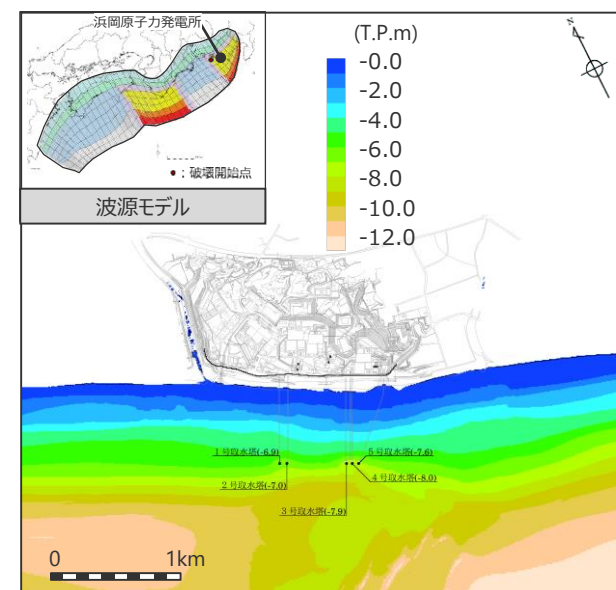 浜岡原子力発電所
●：破壊開始点
波源モデル
(T.P.m)
-0.0
-2.0
-4.0
-6.0
-8.0
-10.0
-12.0
N
1号取水塔(-6.9)
5号取水塔(-7.6)
2号取水塔(-7.0)
4号取水塔(-8.0)
3号取水塔(-7.9)
0 1km